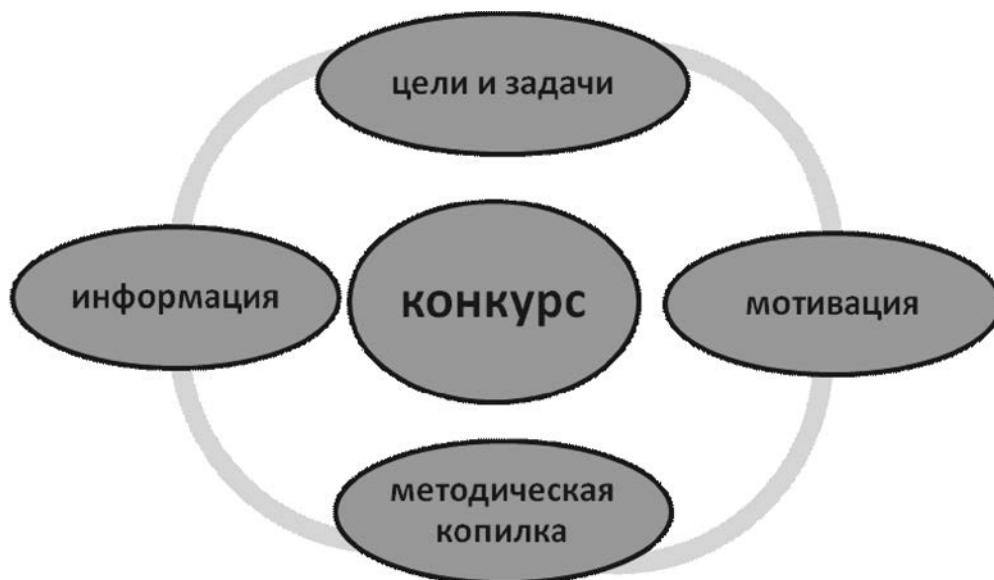 цели и задачи
информация
конкурс
мотивация
методическая
копилка